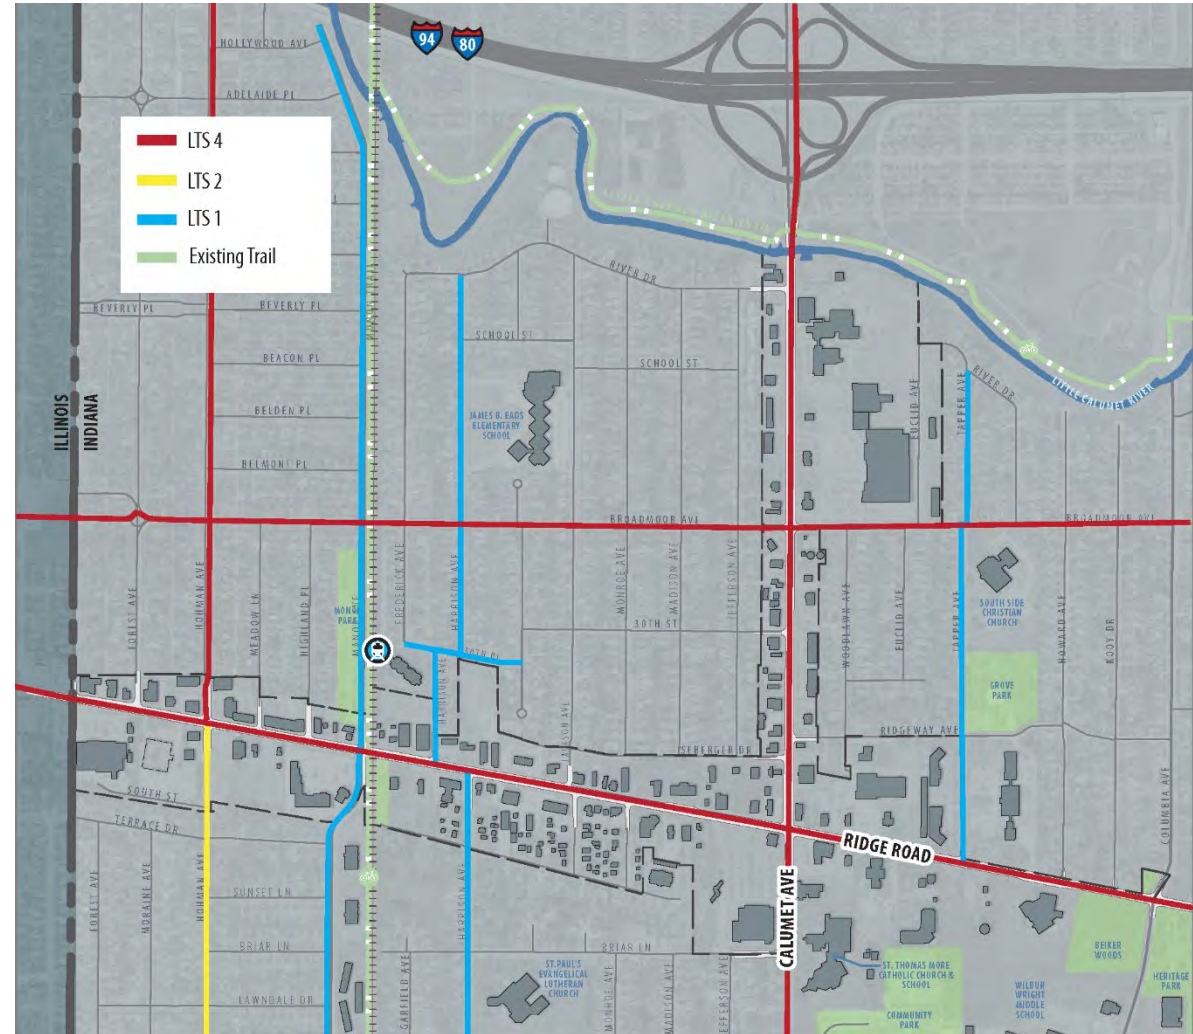 94
80
HOLLYWOOD AVE
ADELAIDE PL
LTS 4
LTS 2
LTS 1
Existing Trail
RIVER DR
BEVERLY PL
BEVERLY PL
SCHOOL ST
SCHOOL ST
BEACON PL
RIVER DR
LITTLE CALUMET RIVER
ILLINOIS
INDIANA
BELDEN PL
JAMES B. EADS
ELEMENTARY
SCHOOL
EUCLID AVE
TAPPER AVE
BELMONT PL
BROADMOOR AVE
BROADMOOR AVE
FOREST AVE
HOHMAN AVE
MEADOW LN
HIGHLAND PL
PARK
MANOR AVE
FREDERICK AVE
HARRISON AVE
MONROE AVE
MADISON AVE
JEFFERSON AVE
30TH ST
WOODLAWN AVE
EUCLID AVE
TAPPER AVE
SOUTH SIDE
CHRISTIAN
CHURCH
HOWARD AVE
KOOY DR
30TH PL
HARRISON AVE
GROVE
PARK
JACKSON AVE
SEBERGER DR
RIDGEWAY AVE
COLUMBIA AVE
SOUTH ST
TERRACE DR
RIDGE ROAD
CALUMET AVE
FOREST AVE
MORAINE AVE
HOHMAN AVE
SUNSET LN
HARRISON AVE
BRIAR LN
BRIAR LN
LAWNDALE DR
GARFIELD AVE
ST. PAUL'S
EVANGELICAL
LUTHERAN
CHURCH
MONROE AVE
MADISON AVE
JEFFERSON AVE
ST. THOMAS MORE
CATHOLIC CHURCH &
SCHOOL
COMMUNITY
PARK
WILBUR
WRIGHT
MIDDLE
SCHOOL
BEIKER
WOODS
HERITAGE
PARK